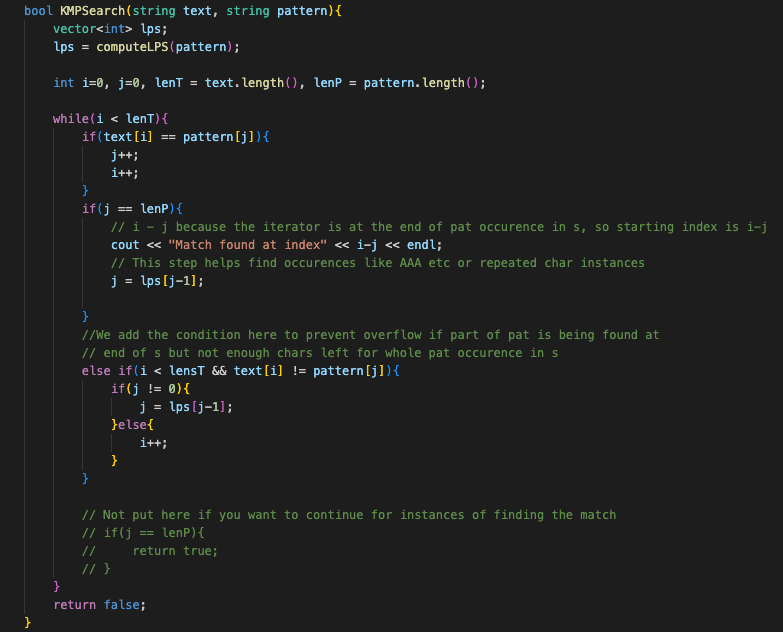 bool KMPSearch(string text, string pattern){
    vector<int> lps;
    lps = computeLPS(pattern);

    int i=0, j=0, lenT = text.length(), lenP = pattern.length();

    while(i < lenT){
        if(text[i] == pattern[j]){
            j++;
            i++;
        }
        if(j == lenP){
            // i - j because the iterator is at the end of pat occurence in s, so starting index is i-j
            cout << "Match found at index" << i-j << endl;
            // This step helps find occurences like AAA etc or repeated char instances
            j = lps[j-1];

        }
        //We add the condition here to prevent overflow if part of pat is being found at
        // end of s but not enough chars left for whole pat occurence in s
        else if(i < lensT && text[i] != pattern[j]){
            if(j != 0){
                j = lps[j-1];
            }else{
                i++;
            }
        }

        // Not put here if you want to continue for instances of finding the match
        // if(j == lenP){
        //     return true;
        // }
    }
    return false;
}